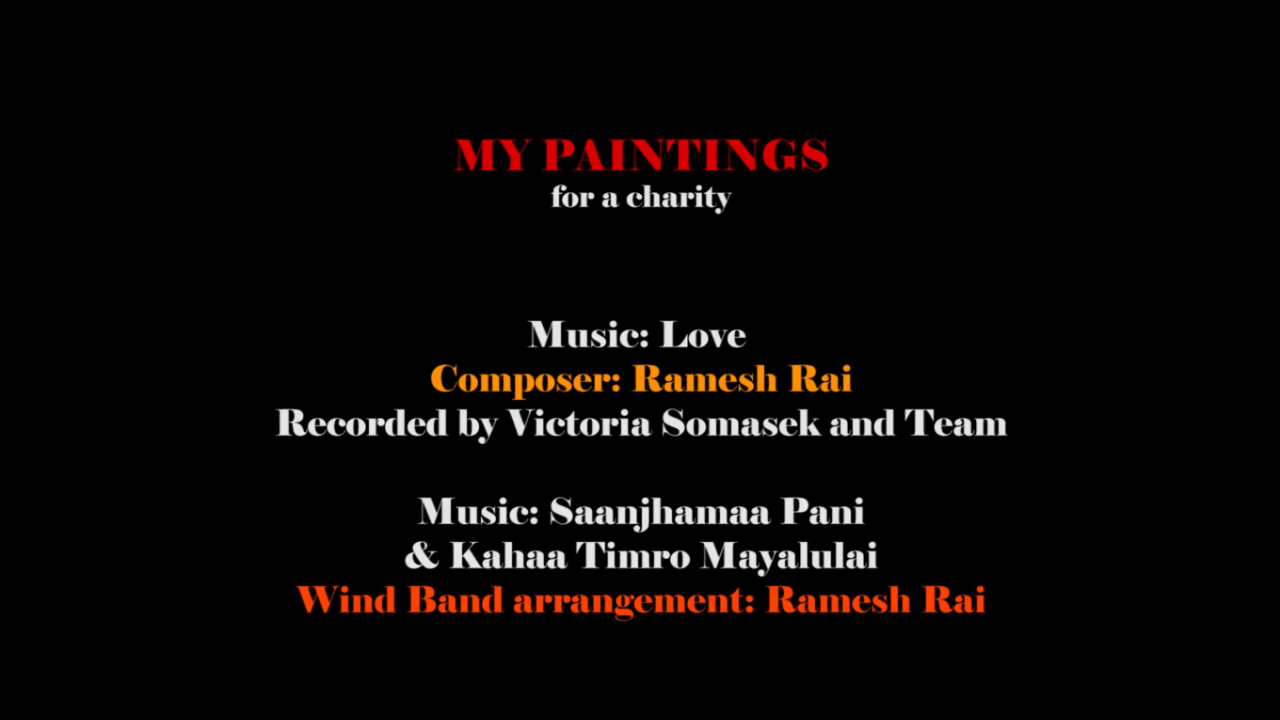 MY PAINTINGS
for a charity
Music: Love
Composer: Ramesh Rai
Recorded by Victoria Somasek and Team
Music: Saanjhamaa Pani
& Kahaa Timro Mayalulai
Wind Band arrangement: Ramesh Rai